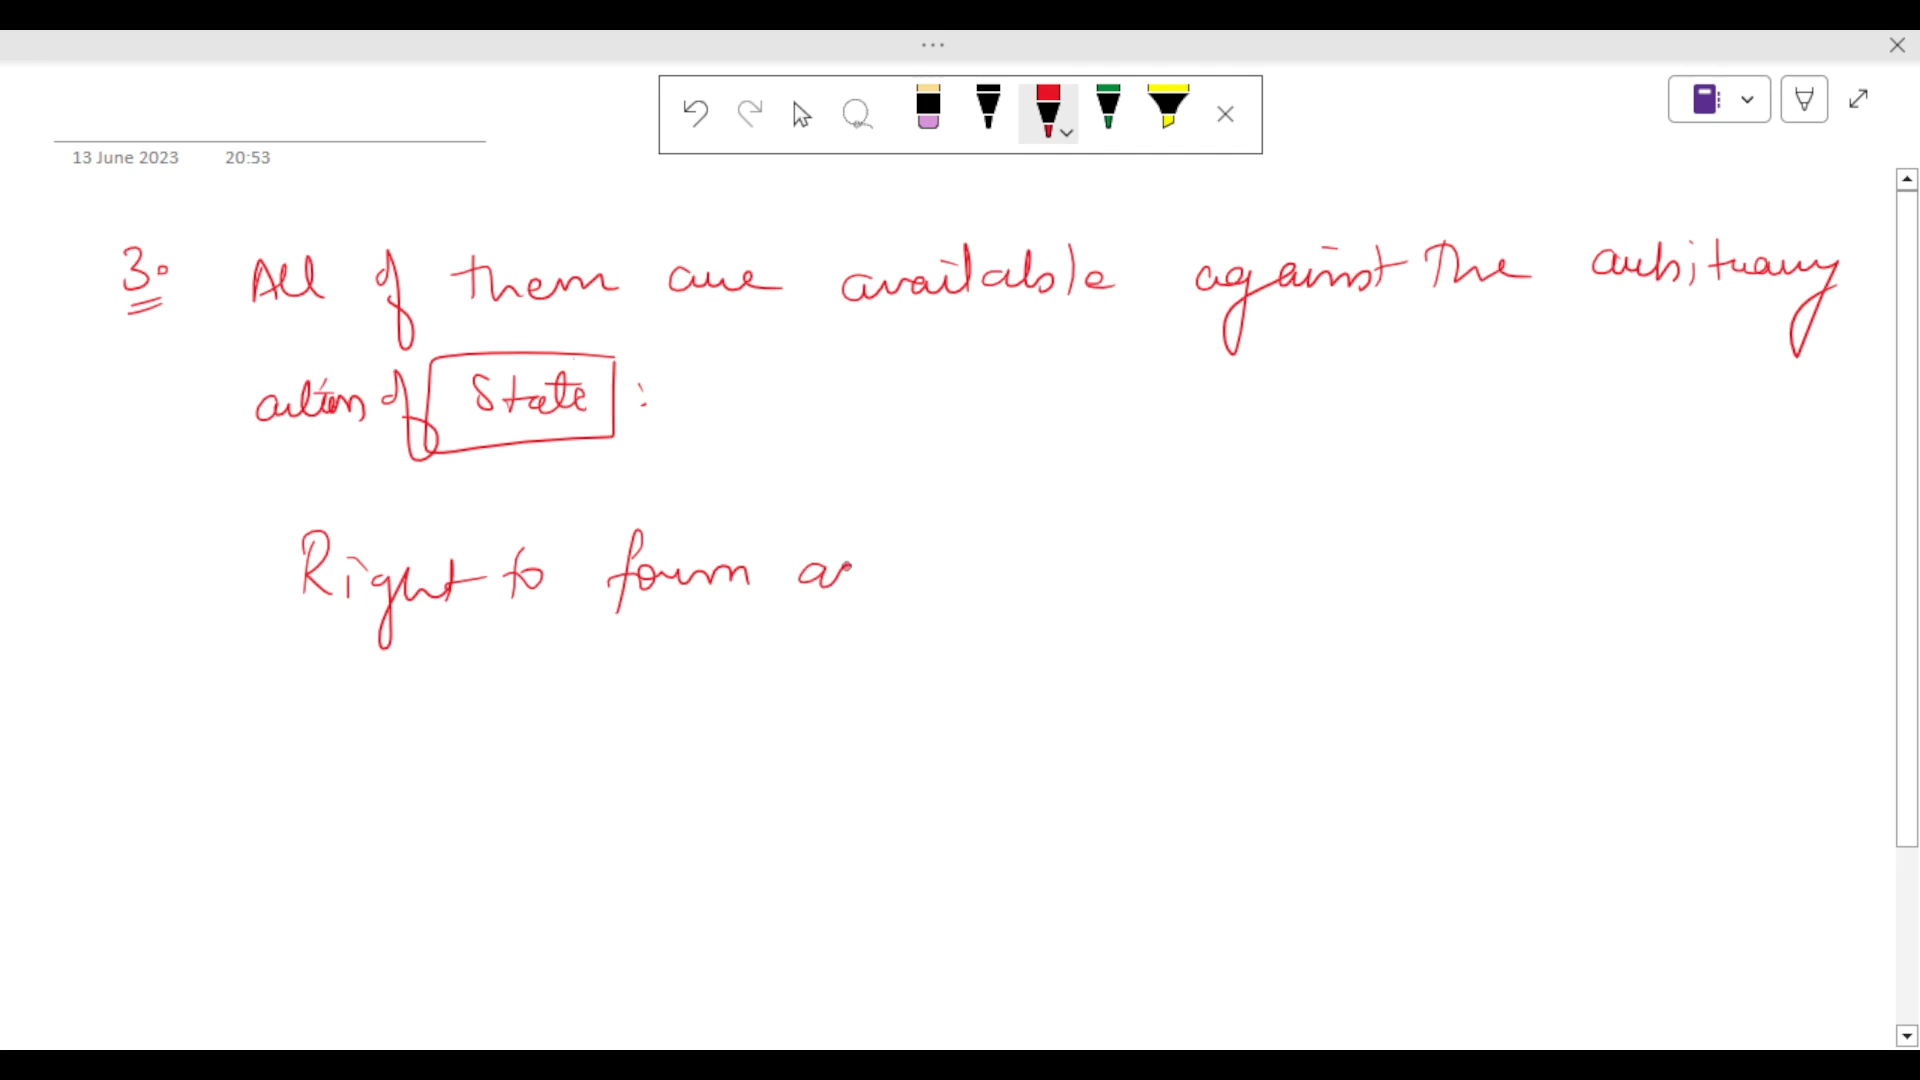 13 June 2023 20:53
3. All of them are available against the arbitrary
action of State :
Right to form as